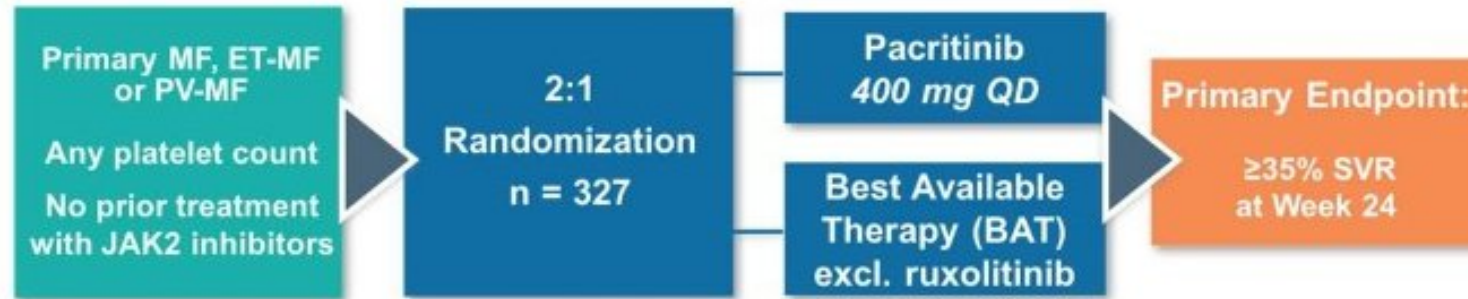 Primary MF, ET-MF
or PV-MF
Any platelet count
No prior treatment
with JAK2 inhibitors
2:1
Randomization
n = 327
Pacritinib
400 mg QD
Best Available
Therapy (BAT)
excl. ruxolitinib
Primary Endpoint:
≥35% SVR
at Week 24